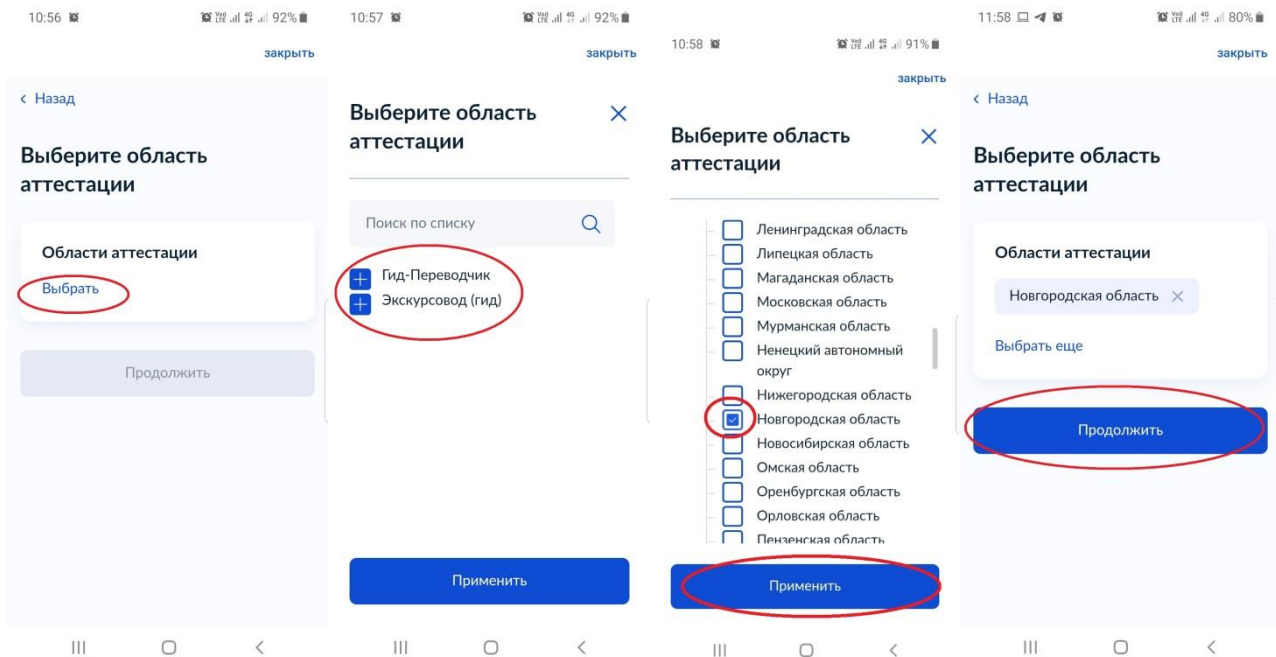 10:56 92%
закрыть
Назад
Выберите область
аттестации
Области аттестации
Выбрать
Продолжить
10:57 92%
закрыть
Выберите область
аттестации
Поиск по списку
Гид-Переводчик
Экскурсовод (гид)
Применить
10:58 91%
закрыть
Выберите область
аттестации
Ленинградская область
Липецкая область
Магаданская область
Московская область
Мурманская область
Ненецкий автономный
округ
Нижегородская область
Новгородская область
Новосибирская область
Омская область
Оренбургская область
Орловская область
Пензенская область
Применить
11:58 80%
закрыть
Назад
Выберите область
аттестации
Области аттестации
Новгородская область
Выбрать еще
Продолжить